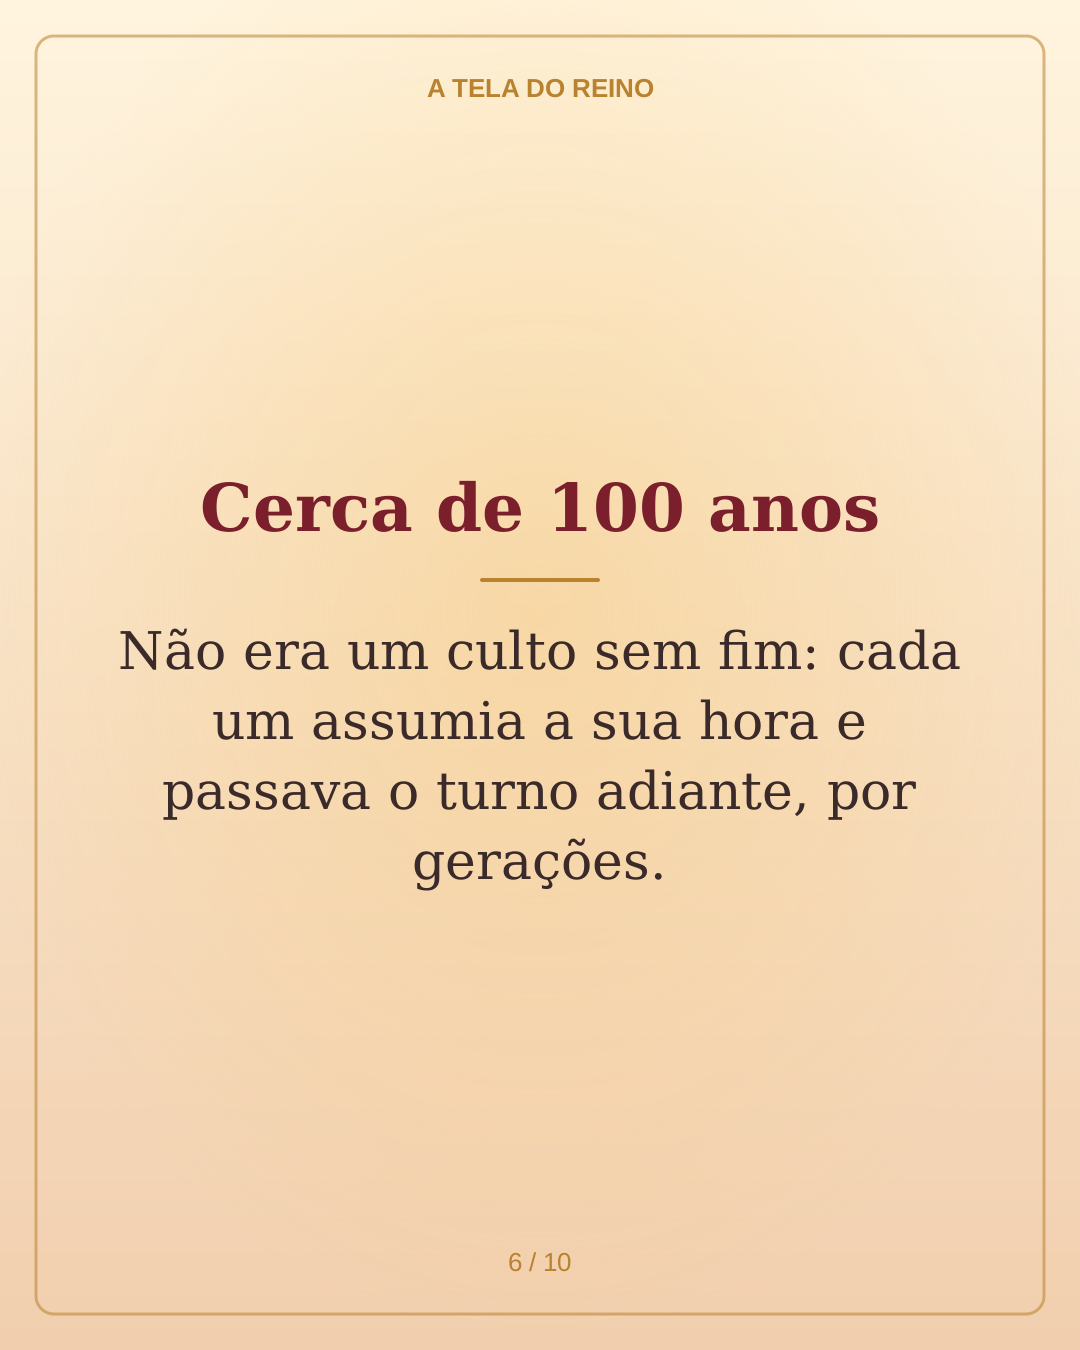 A TELA DO REINO
Cerca de 100 anos
Não era um culto sem fim: cada
um assumia a sua hora e
passava o turno adiante, por
gerações.
6 / 10